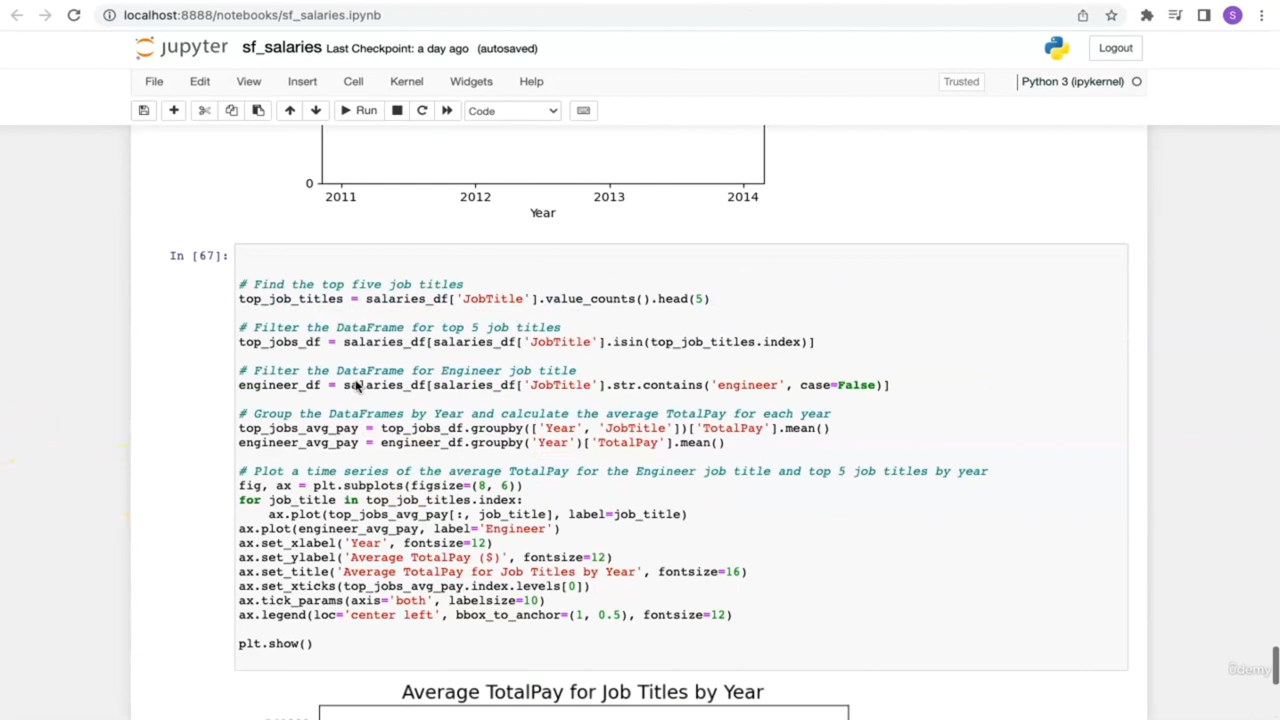 localhost:8888/notebooks/sf_salaries.ipynb
S
jupyter sf_salaries Last Checkpoint: a day ago (autosaved)
Logout
File Edit View Insert Cell Kernel Widgets Help
Trusted Python 3 (ipykernel)
Run Code
0
2011 2012 2013 2014
Year
In [67]:
# Find the top five job titles
top_job_titles = salaries_df['JobTitle'].value_counts().head(5)
# Filter the DataFrame for top 5 job titles
top_jobs_df = salaries_df[salaries_df['JobTitle'].isin(top_job_titles.index)]
# Filter the DataFrame for Engineer job title
engineer_df = salaries_df[salaries_df['JobTitle'].str.contains('engineer', case=False)]
# Group the DataFrames by Year and calculate the average TotalPay for each year
top_jobs_avg_pay = top_jobs_df.groupby(['Year', 'JobTitle'])['TotalPay'].mean()
engineer_avg_pay = engineer_df.groupby('Year')['TotalPay'].mean()
# Plot a time series of the average TotalPay for the Engineer job title and top 5 job titles by year
fig, ax = plt.subplots(figsize=(8, 6))
for job_title in top_job_titles.index:
    ax.plot(top_jobs_avg_pay[:, job_title], label=job_title)
ax.plot(engineer_avg_pay, label='Engineer')
ax.set_xlabel('Year', fontsize=12)
ax.set_ylabel('Average TotalPay ($)', fontsize=12)
ax.set_title('Average TotalPay for Job Titles by Year', fontsize=16)
ax.set_xticks(top_jobs_avg_pay.index.levels[0])
ax.tick_params(axis='both', labelsize=10)
ax.legend(loc='center left', bbox_to_anchor=(1, 0.5), fontsize=12)
plt.show()
Udemy
Average TotalPay for Job Titles by Year